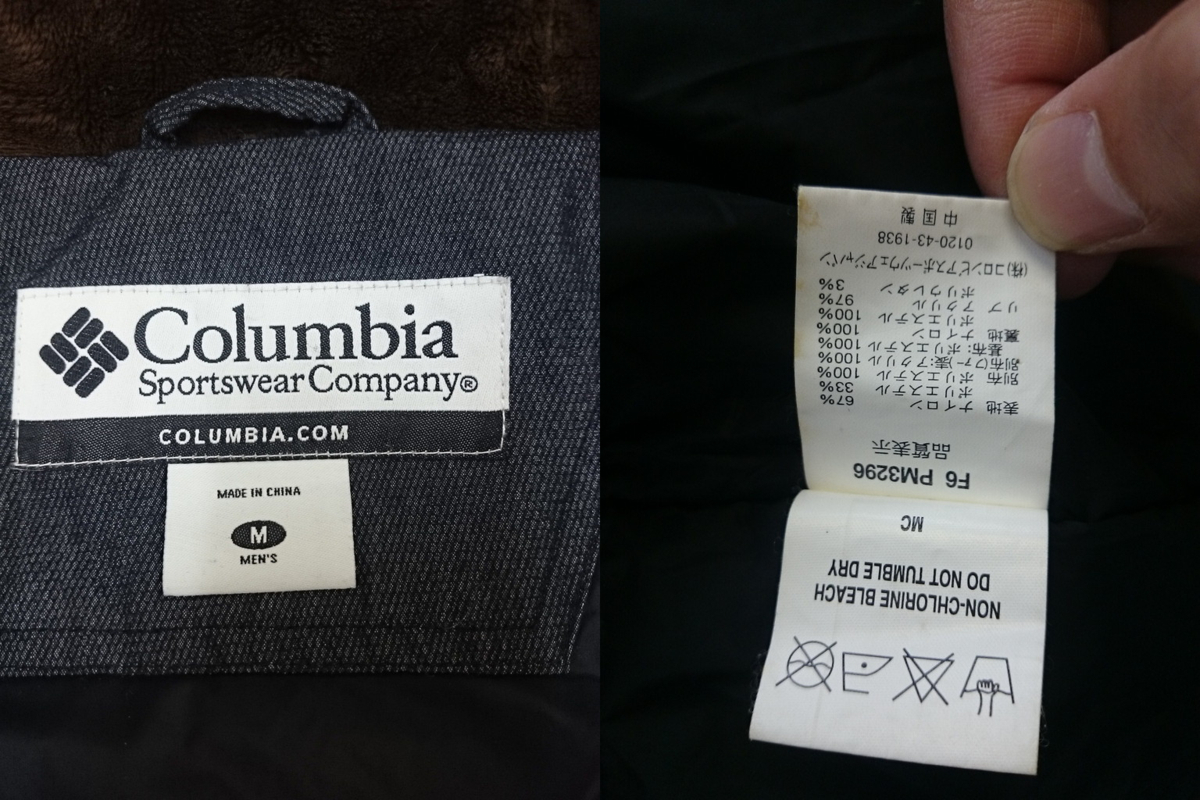 Columbia
Sportswear Company®
COLUMBIA.COM
MADE IN CHINA
M
MEN'S
NON-CHLORINE BLEACH
DO NOT TUMBLE DRY
MC
F6 PM3296
品質表示
表地 ナイロン 67%
ポリエステル 33%
別布 ポリエステル 100%
別布(ファー)毛:アクリル 100%
基布:ポリエステル 100%
裏地 ナイロン 100%
ポリエステル 100%
リブ アクリル 97%
ポリウレタン 3%
(株)コロンビアスポーツウェアジャパン
0120-43-1938
中国製